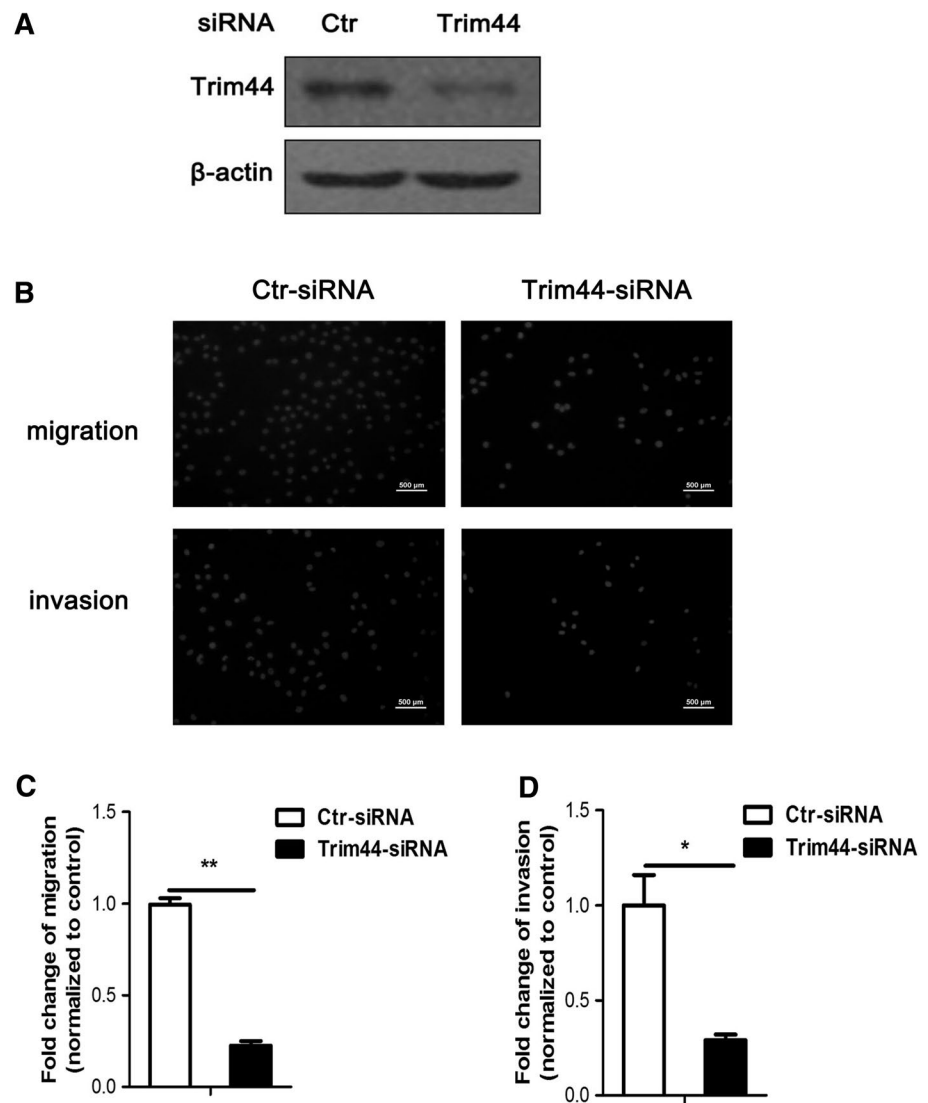 A
siRNA Ctr Trim44
Trim44
β-actin
B
Ctr-siRNA Trim44-siRNA
migration
500 µm 500 µm
invasion
500 µm 500 µm
C
Fold change of migration
(normalized to control)
1.5
1.0
0.5
0.0
**
Ctr-siRNA
Trim44-siRNA
D
Fold change of invasion
(normalized to control)
1.5
1.0
0.5
0.0
*
Ctr-siRNA
Trim44-siRNA